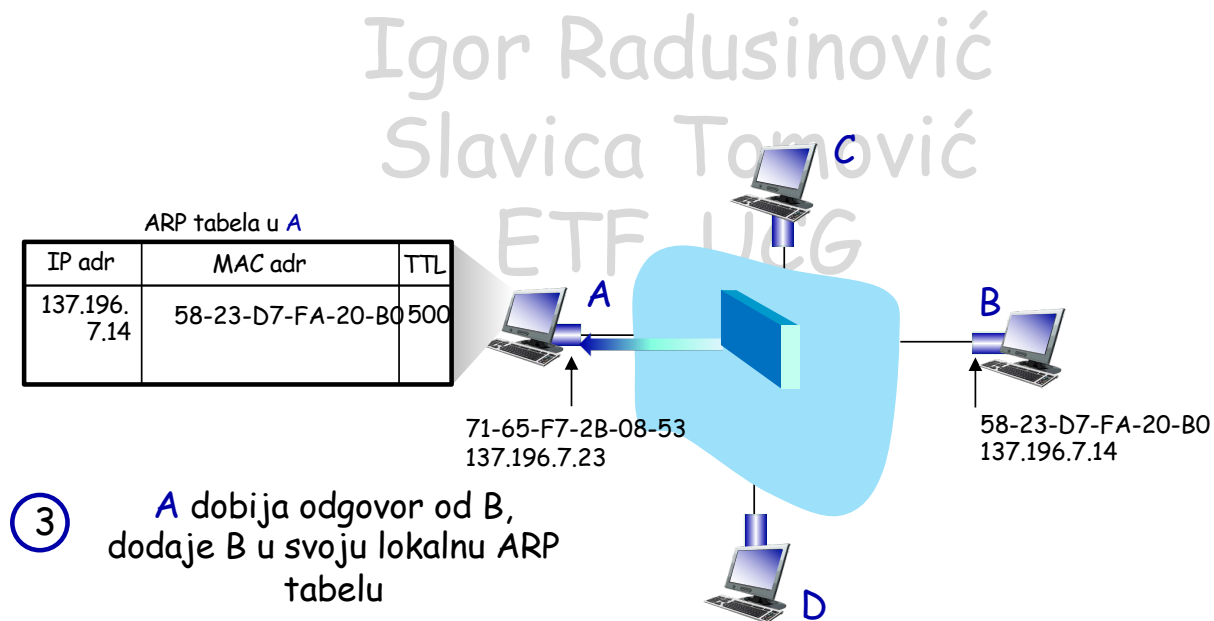 Igor Radusinović
Slavica Tomović
ETF UCG
C
ARP tabela u A
IP adr MAC adr TTL
137.196.
7.14
58-23-D7-FA-20-B0 500
A
B
71-65-F7-2B-08-53
137.196.7.23
58-23-D7-FA-20-B0
137.196.7.14
3
A dobija odgovor od B,
dodaje B u svoju lokalnu ARP
tabelu
D